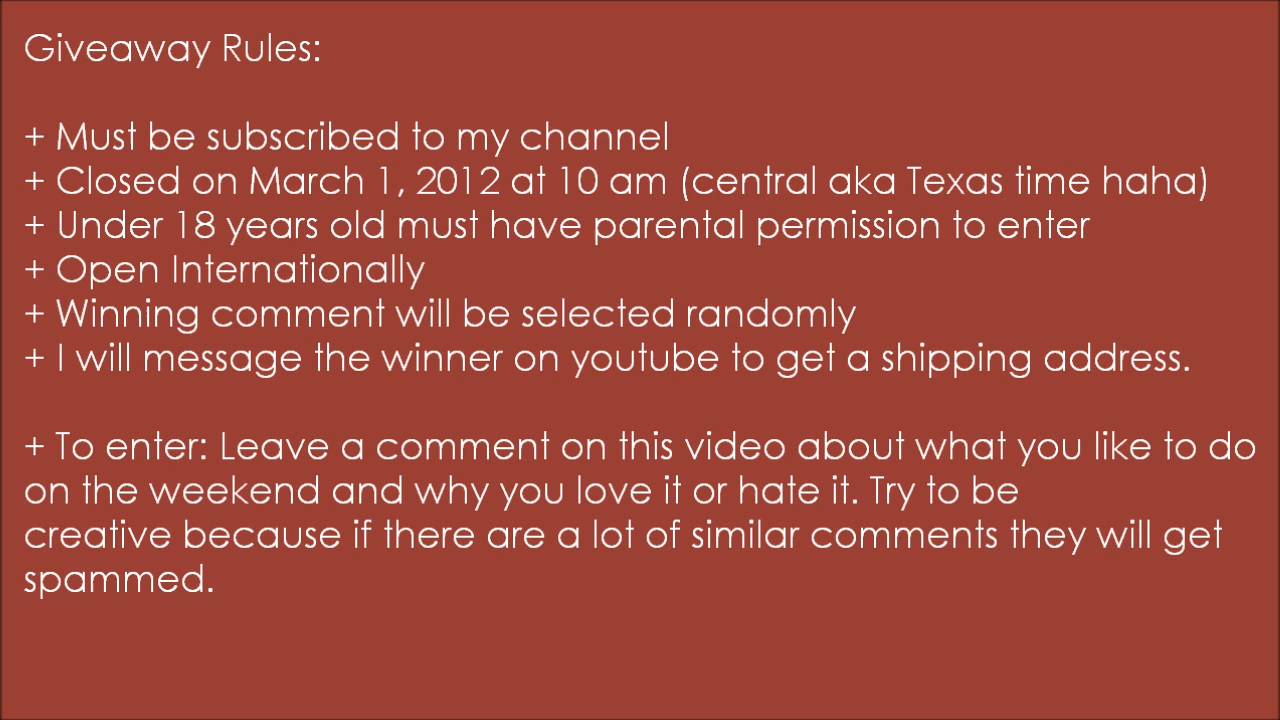 Giveaway Rules:
+ Must be subscribed to my channel
+ Closed on March 1, 2012 at 10 am (central aka Texas time haha)
+ Under 18 years old must have parental permission to enter
+ Open Internationally
+ Winning comment will be selected randomly
+ I will message the winner on youtube to get a shipping address.
+ To enter: Leave a comment on this video about what you like to do
on the weekend and why you love it or hate it. Try to be
creative because if there are a lot of similar comments they will get
spammed.